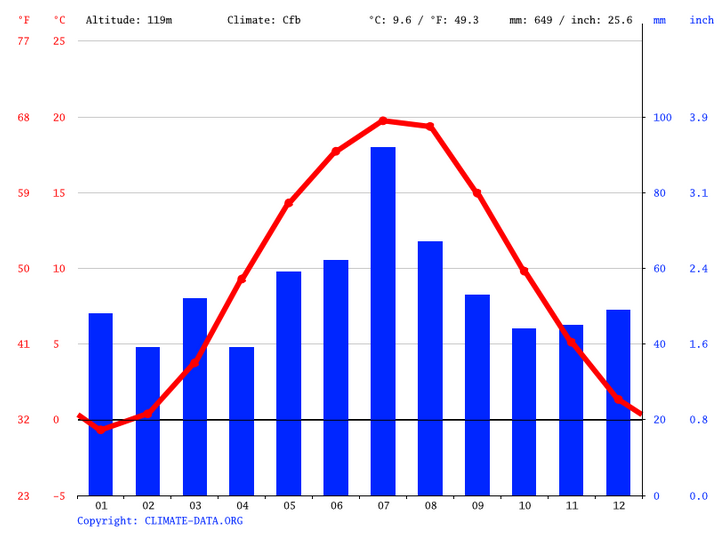 °F °C Altitude: 119m Climate: Cfb °C: 9.6 / °F: 49.3 mm: 649 / inch: 25.6 mm inch
77 25
68 20 100 3.9
59 15 80 3.1
50 10 60 2.4
41 5 40 1.6
32 0 20 0.8
23 -5 0 0.0
01 02 03 04 05 06 07 08 09 10 11 12
Copyright: CLIMATE-DATA.ORG